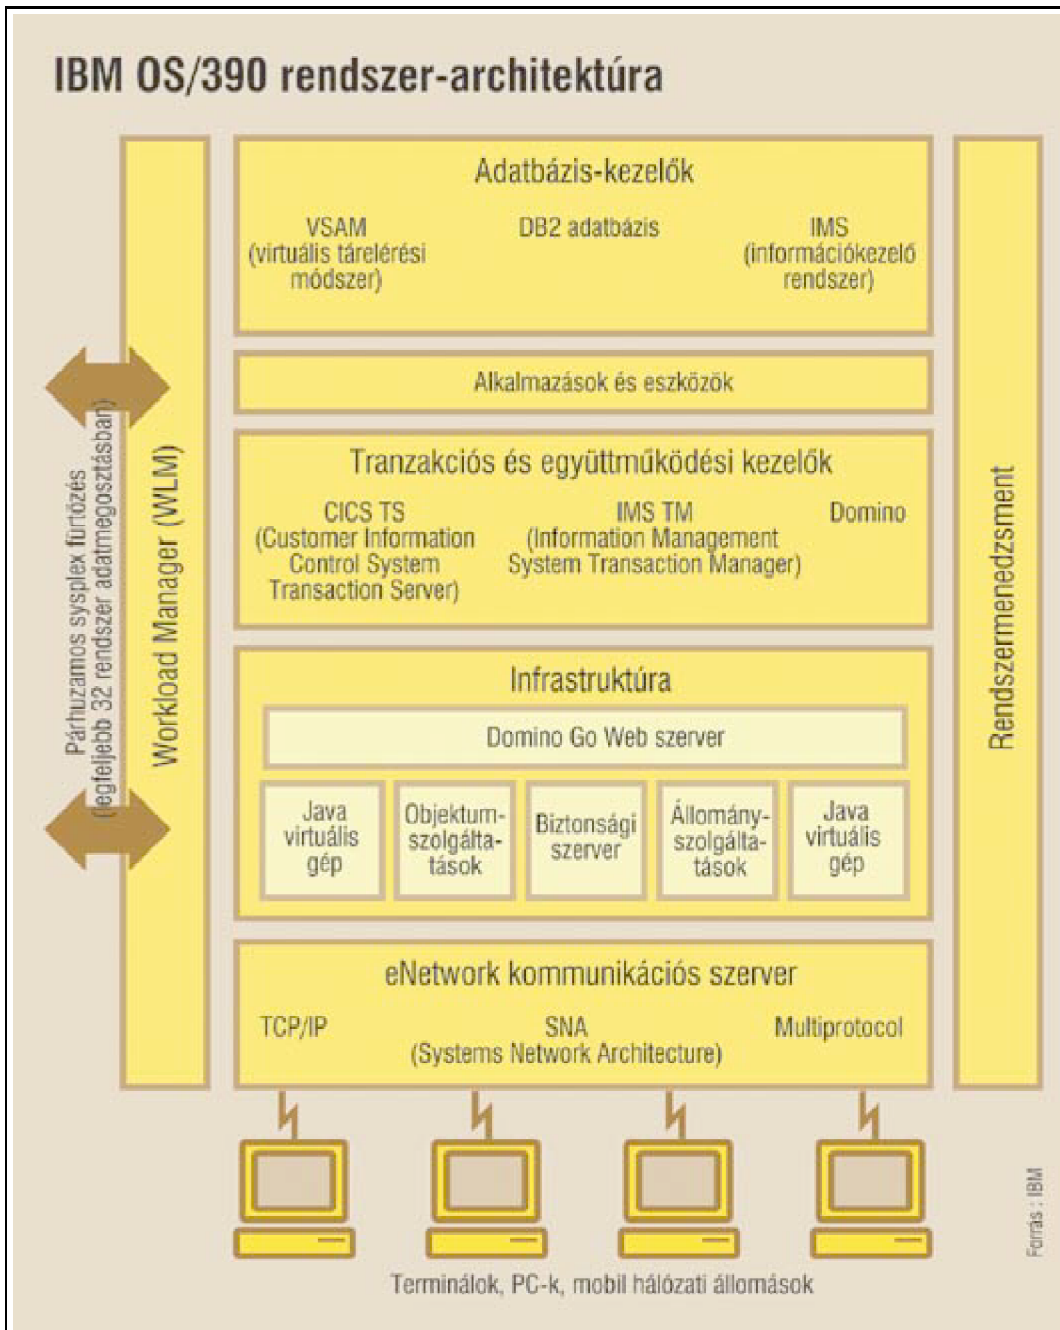 IBM OS/390 rendszer-architektúra
Adatbázis-kezelők
VSAM
(virtuális tárelérési
módszer)
DB2 adatbázis
IMS
(információkezelő
rendszer)
Alkalmazások és eszközök
Tranzakciós és együttműködési kezelők
CICS TS
(Customer Information
Control System
Transaction Server)
IMS TM
(Information Management
System Transaction Manager)
Domino
Infrastruktúra
Domino Go Web szerver
Java
virtuális
gép
Objektum-
szolgálta-
tások
Biztonsági
szerver
Állomány-
szolgálta-
tások
Java
virtuális
gép
eNetwork kommunikációs szerver
TCP/IP
SNA
(Systems Network Architecture)
Multiprotocol
Párhuzamos sysplex fürtözés
(legfeljebb 32 rendszer adatmegosztásban)
Workload Manager (WLM)
Rendszermenedzsment
Terminálok, PC-k, mobil hálózati állomások
Forrás : IBM